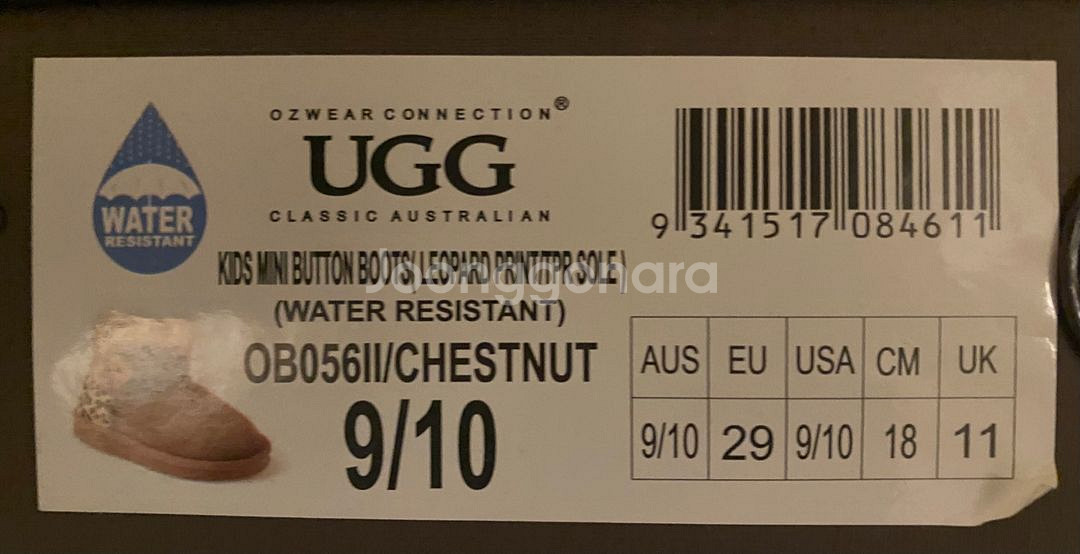 OZWEAR CONNECTION®
UGG
CLASSIC AUSTRALIAN
WATER
RESISTANT
KIDS MINI BUTTON BOOTS( LEOPARD PRINT/TPR SOLE )
(WATER RESISTANT)
OB056II/CHESTNUT
9/10
9 341517 084611
AUS EU USA CM UK
9/10 29 9/10 18 11
Joonggonara